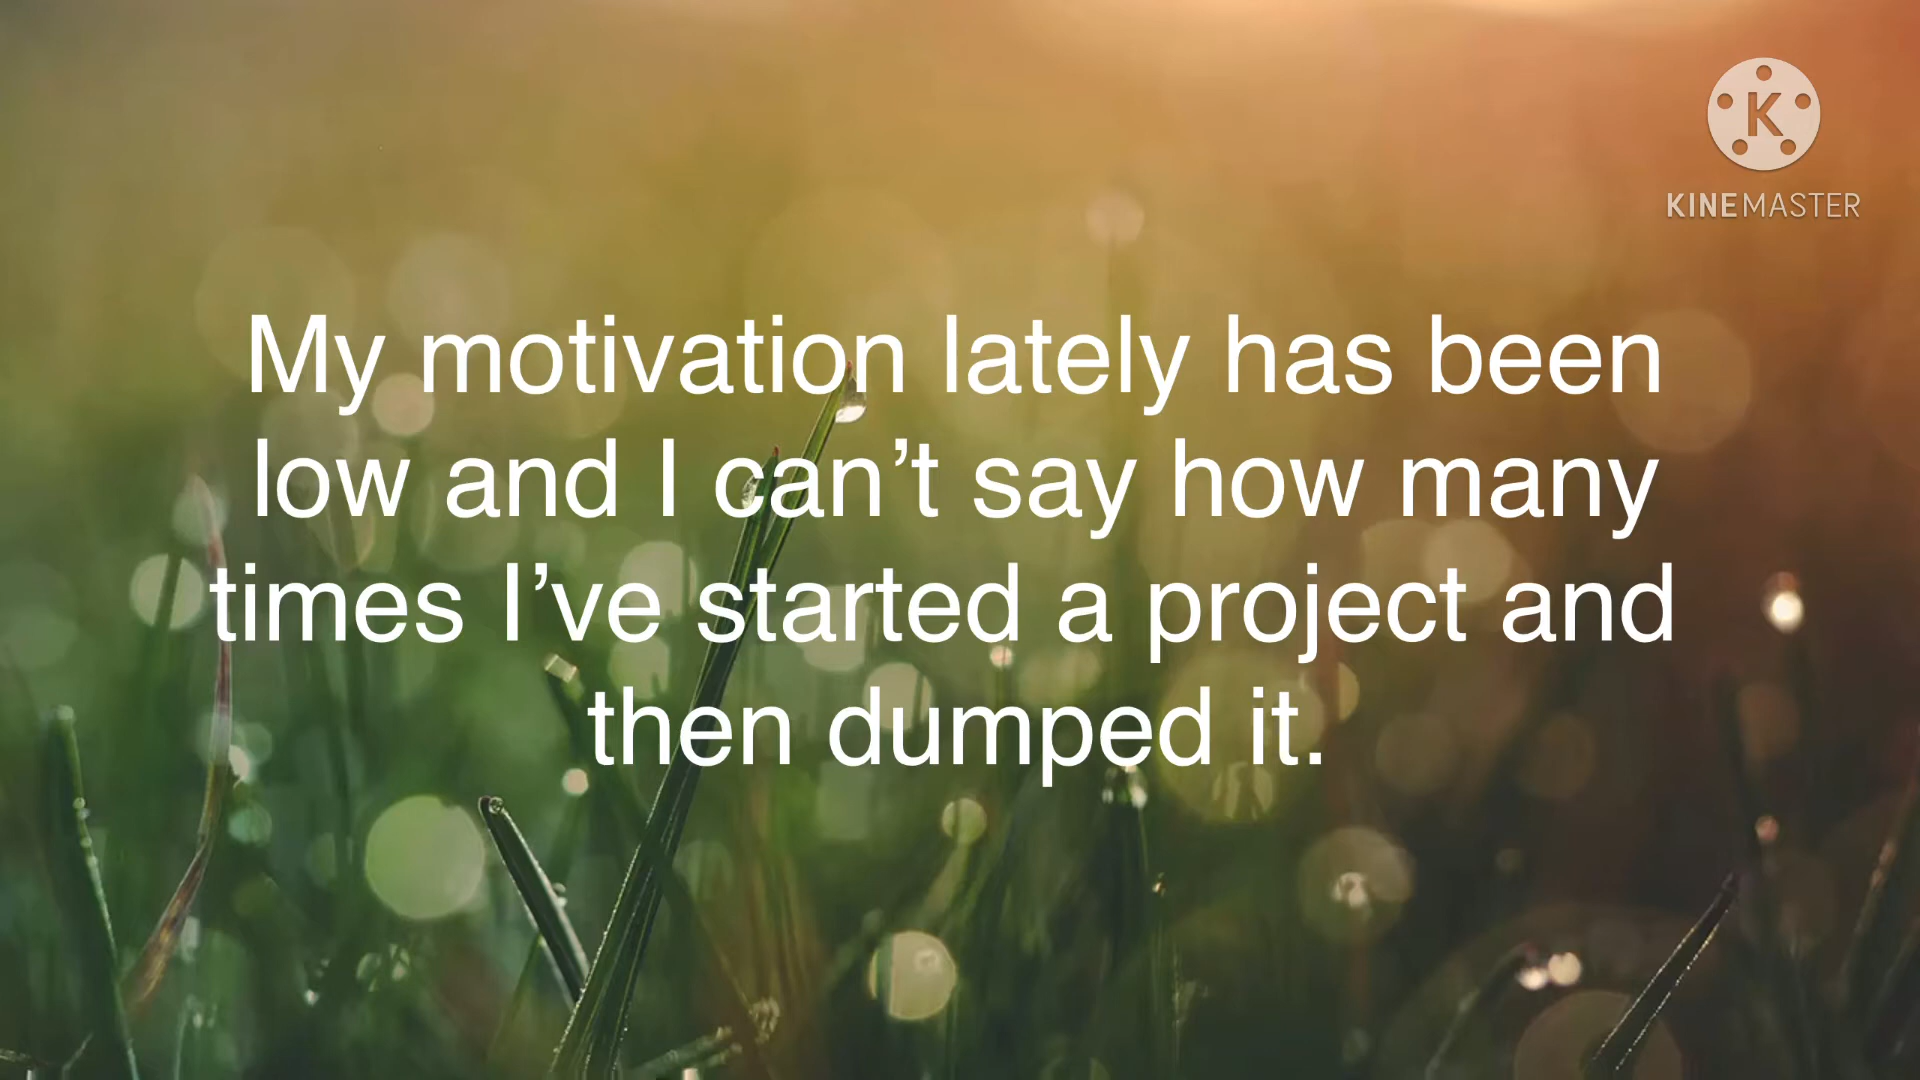 K
KINEMASTER
My motivation lately has been
low and I can’t say how many
times I’ve started a project and
then dumped it.